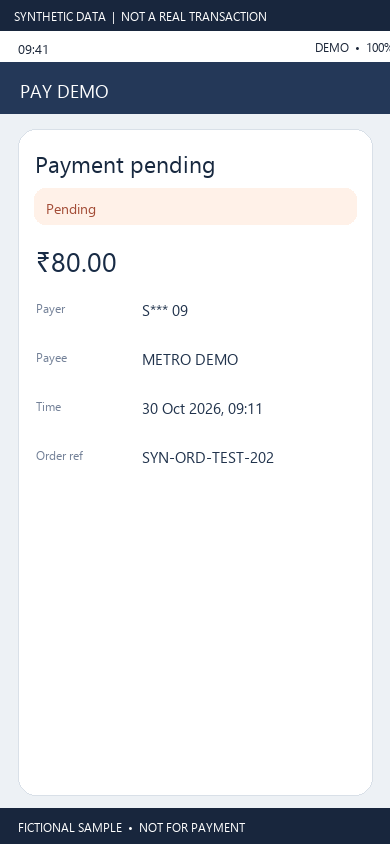 SYNTHETIC DATA | NOT A REAL TRANSACTION
09:41 DEMO • 100%
PAY DEMO
Payment pending
Pending
₹80.00
Payer S*** 09
Payee METRO DEMO
Time 30 Oct 2026, 09:11
Order ref SYN-ORD-TEST-202
FICTIONAL SAMPLE • NOT FOR PAYMENT